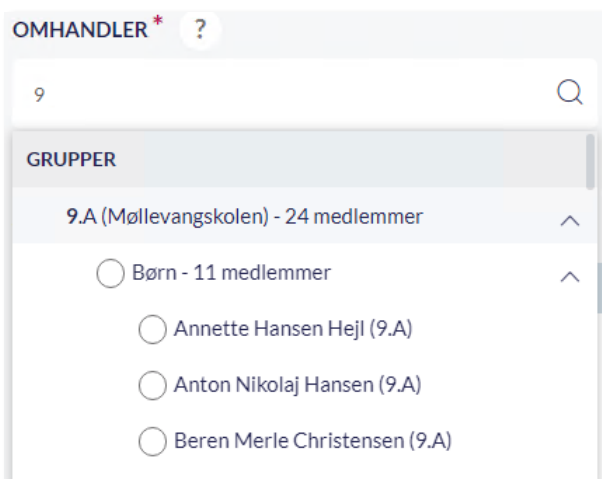 OMHANDLER* ?
9
GRUPPER
9.A (Møllevangskolen) - 24 medlemmer
Børn - 11 medlemmer
Annette Hansen Hejl (9.A)
Anton Nikolaj Hansen (9.A)
Beren Merle Christensen (9.A)